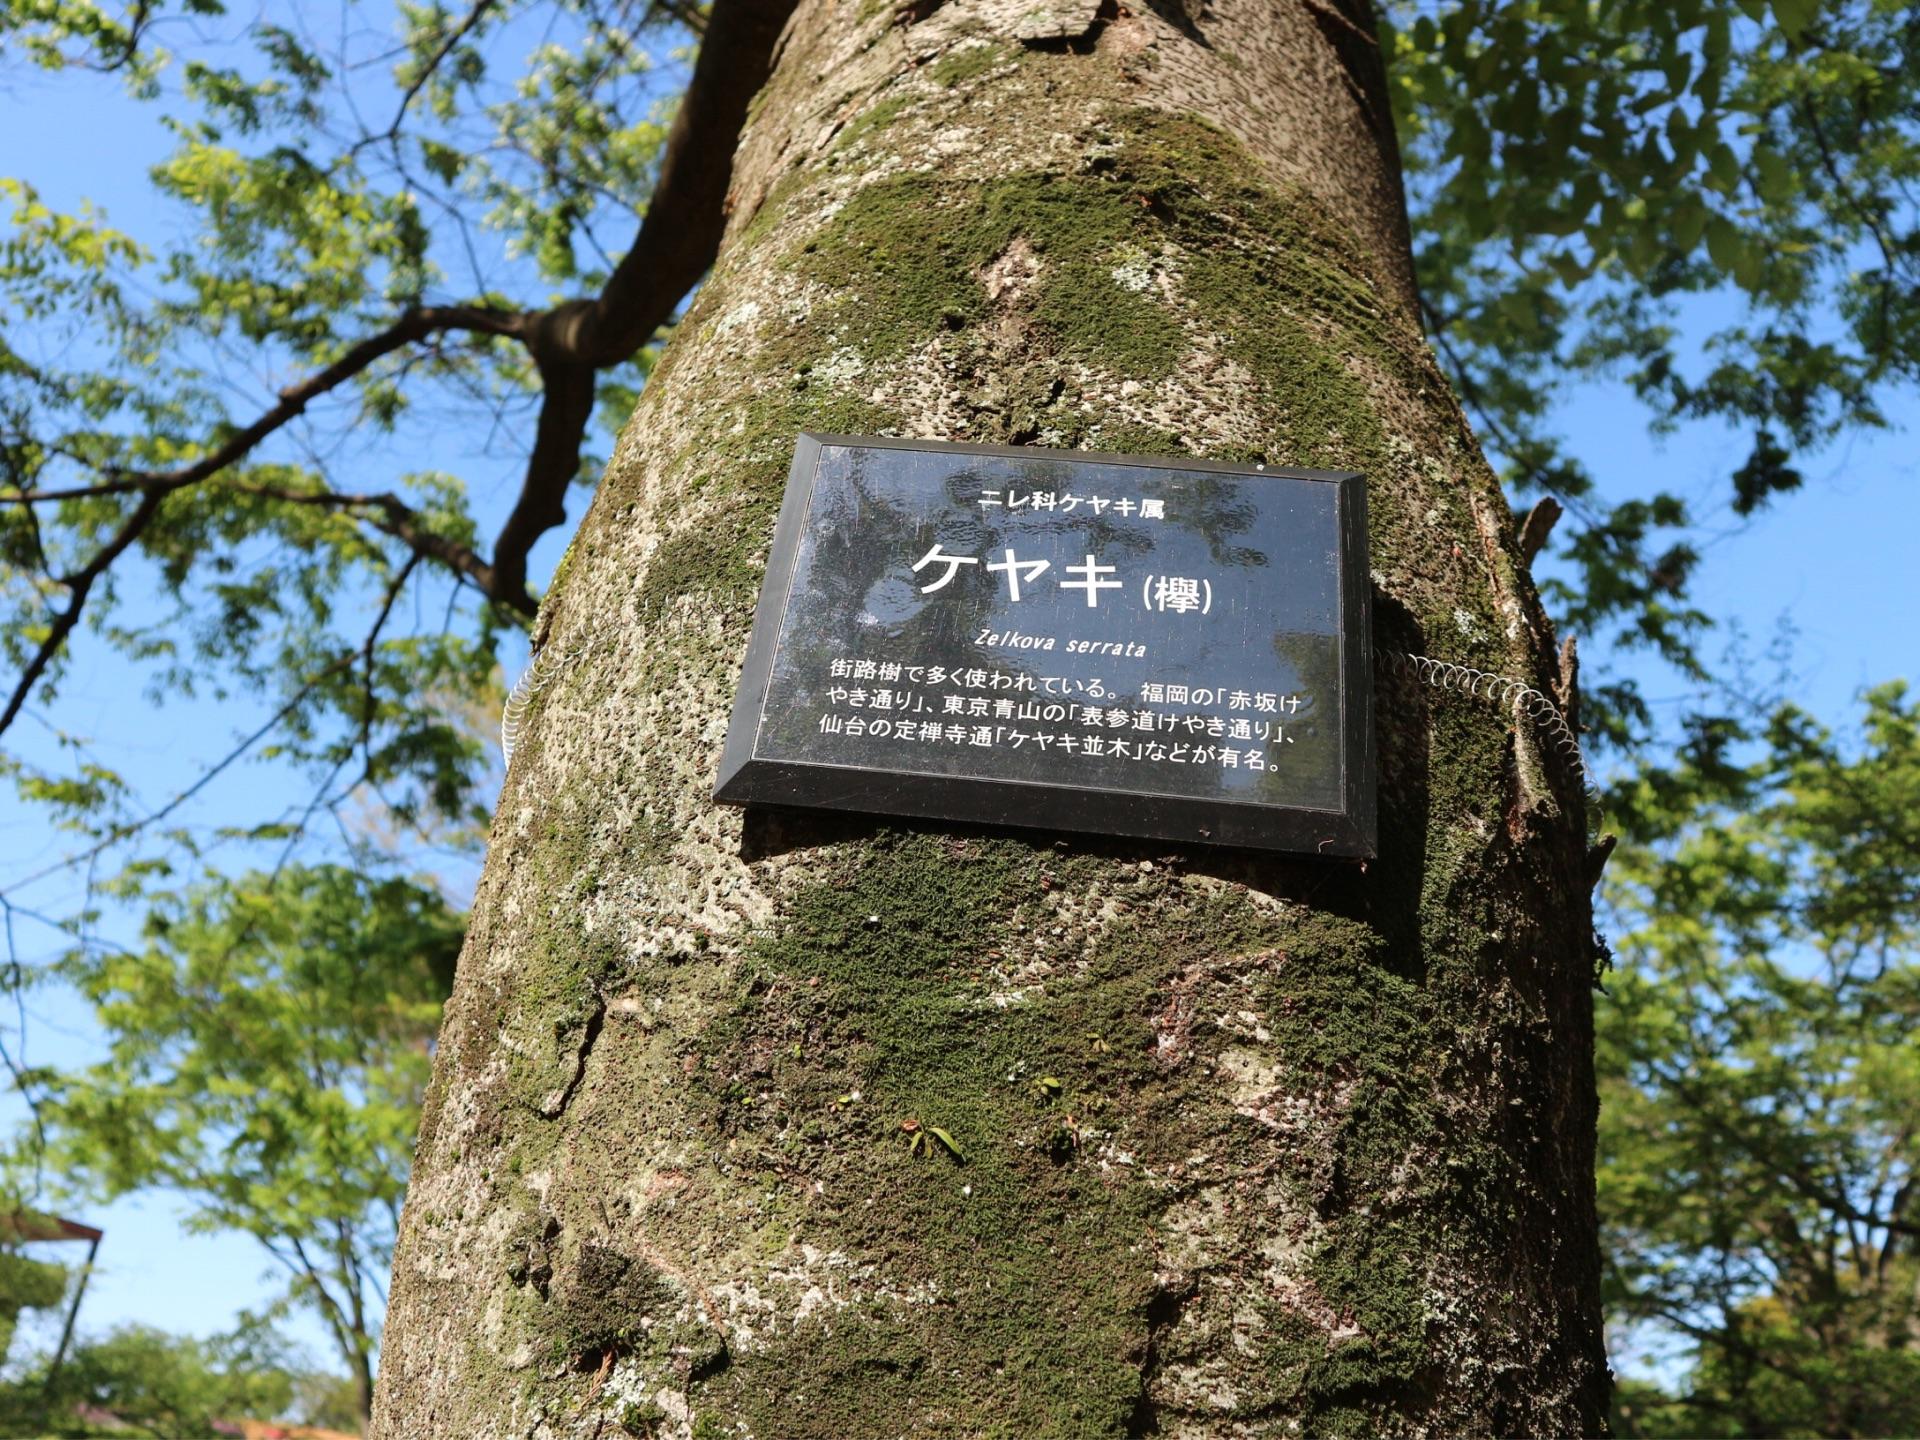 ニレ科ケヤキ属
ケヤキ (欅)
Zelkova serrata
街路樹で多く使われている。 福岡の「赤坂け
やき通り」、東京青山の「表参道けやき通り」、
仙台の定禅寺通「ケヤキ並木」などが有名。